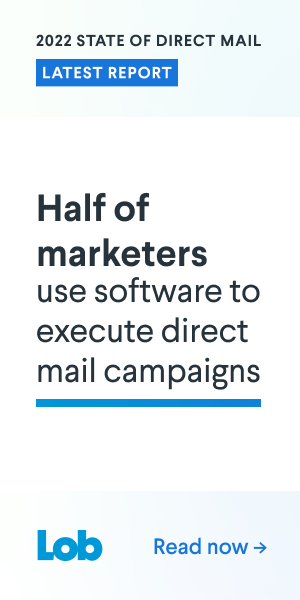 2022 STATE OF DIRECT MAIL
LATEST REPORT
Half of
marketers
use software to
execute direct
mail campaigns
Lob
Read now →